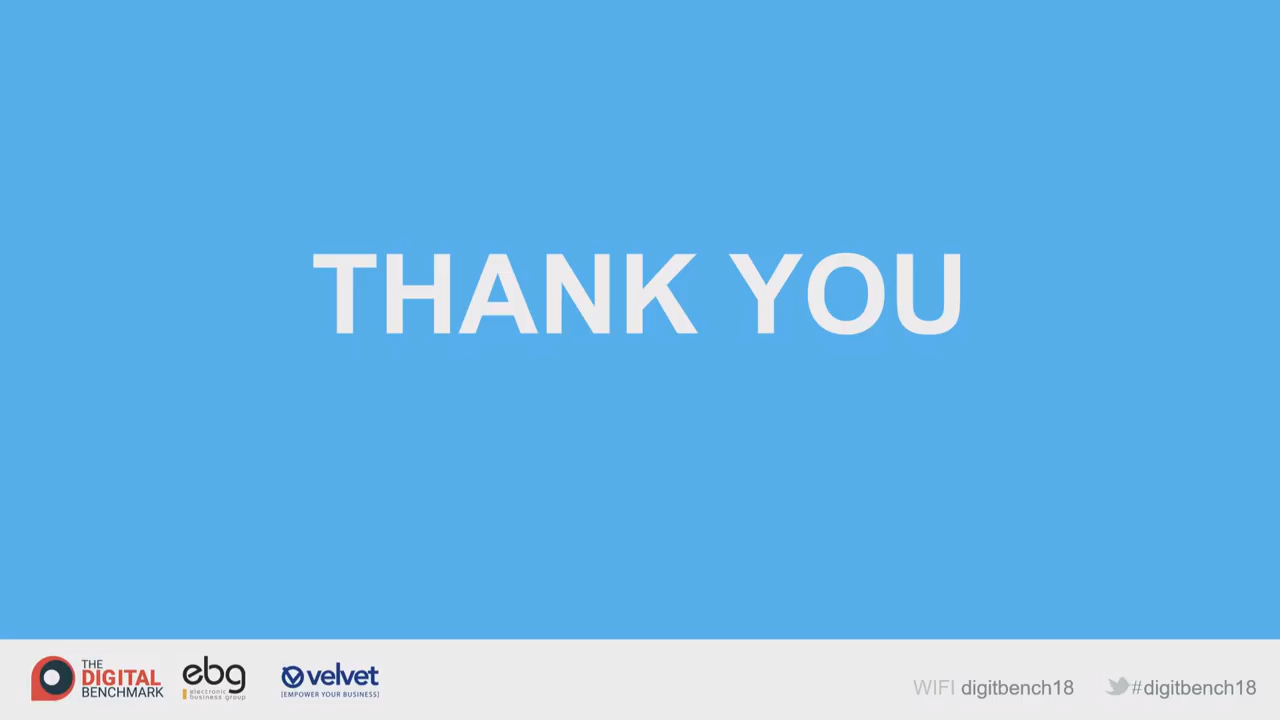 THANK YOU
THE
DIGITAL
BENCHMARK
ebg
electronic
business group
velvet
[EMPOWER YOUR BUSINESS]
WIFI digitbench18
#digitbench18